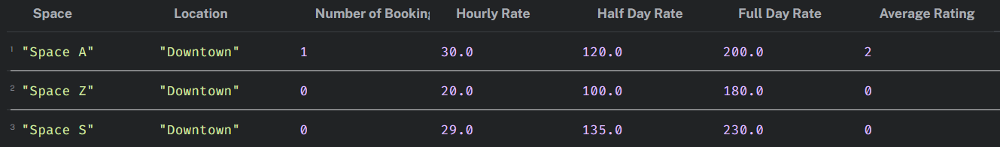 Space Location Number of Booking Hourly Rate Half Day Rate Full Day Rate Average Rating
1 "Space A" "Downtown" 1 30.0 120.0 200.0 2
2 "Space Z" "Downtown" 0 20.0 100.0 180.0 0
3 "Space S" "Downtown" 0 29.0 135.0 230.0 0